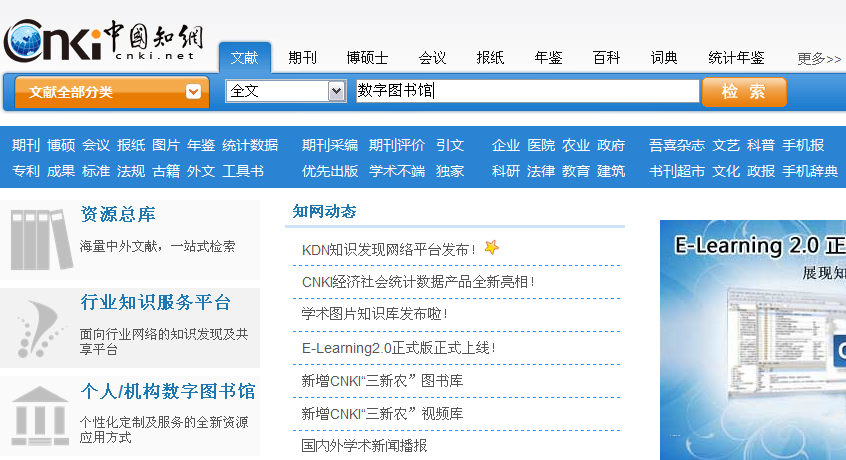 Cnki中國知網
cnki.net
文献 期刊 博硕士 会议 报纸 年鉴 百科 词典 统计年鉴 更多>>
文献全部分类 全文 数字图书馆 检 索
期刊 博硕 会议 报纸 图片 年鉴 统计数据 期刊采编 期刊评价 引文 企业 医院 农业 政府 吾喜杂志 文艺 科普 手机报
专利 成果 标准 法规 古籍 外文 工具书 优先出版 学术不端 独家 科研 法律 教育 建筑 书刊超市 文化 政报 手机辞典
资源总库
海量中外文献，一站式检索
行业知识服务平台
面向行业网络的知识发现及共
享平台
个人/机构数字图书馆
个性化定制及服务的全新资源
应用方式
知网动态
KDN知识发现网络平台发布！
CNKI经济社会统计数据产品全新亮相！
学术图片知识库发布啦！
E-Learning2.0正式版正式上线！
新增CNKI“三新农”图书库
新增CNKI“三新农”视频库
国内外学术新闻播报
E-Learning 2.0 正
展现知